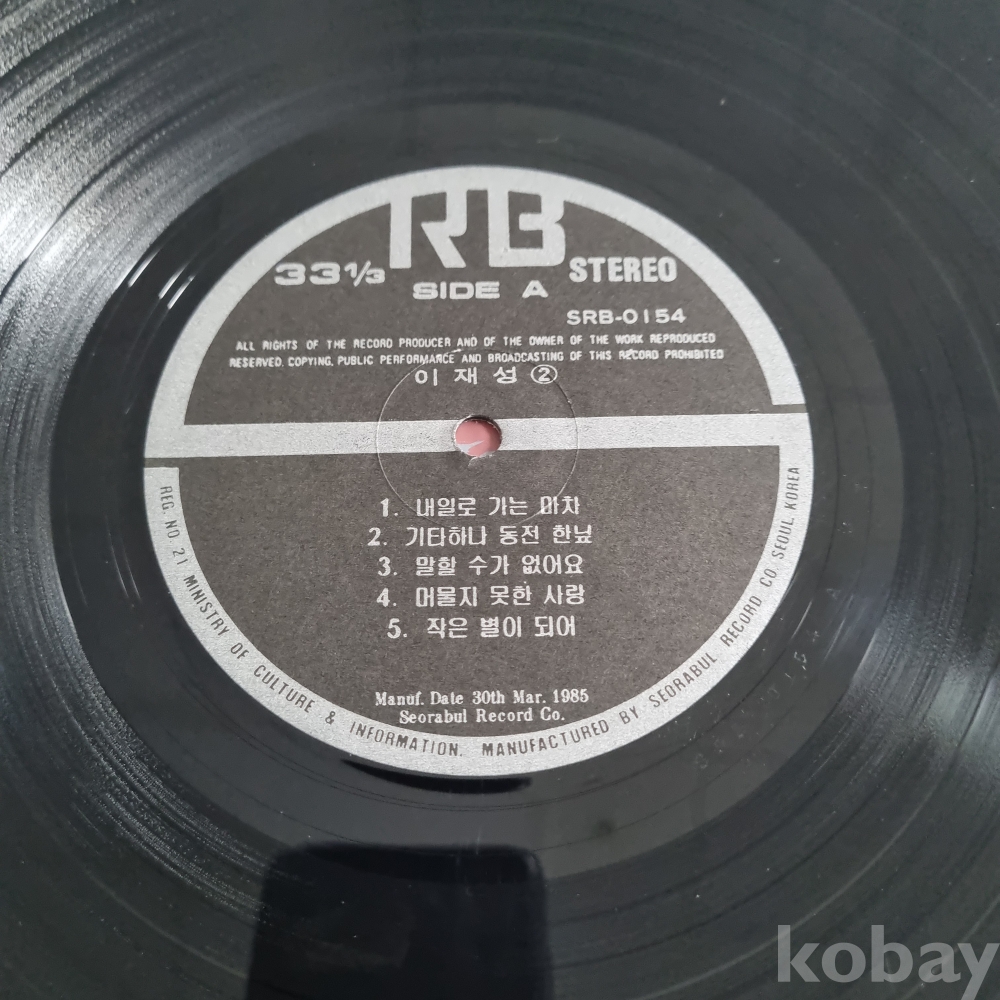 RB
33 1/3
STEREO
SIDE A
SRB-0154
ALL RIGHTS OF THE RECORD PRODUCER AND OF THE OWNER OF THE WORK REPRODUCED
RESERVED. COPYING, PUBLIC PERFORMANCE AND BROADCASTING OF THIS RECORD PROHIBITED
이재성 ②
1. 내일로 가는 마차
2. 기타하나 동전 한닢
3. 말할 수가 없어요
4. 머물지 못한 사랑
5. 작은 별이 되어
Manuf. Date 30th Mar. 1985
Seorabul Record Co.
REG. NO. 21 MINISTRY OF CULTURE & INFORMATION. MANUFACTURED BY SEORABUL RECORD CO SEOUL KOREA
kobay